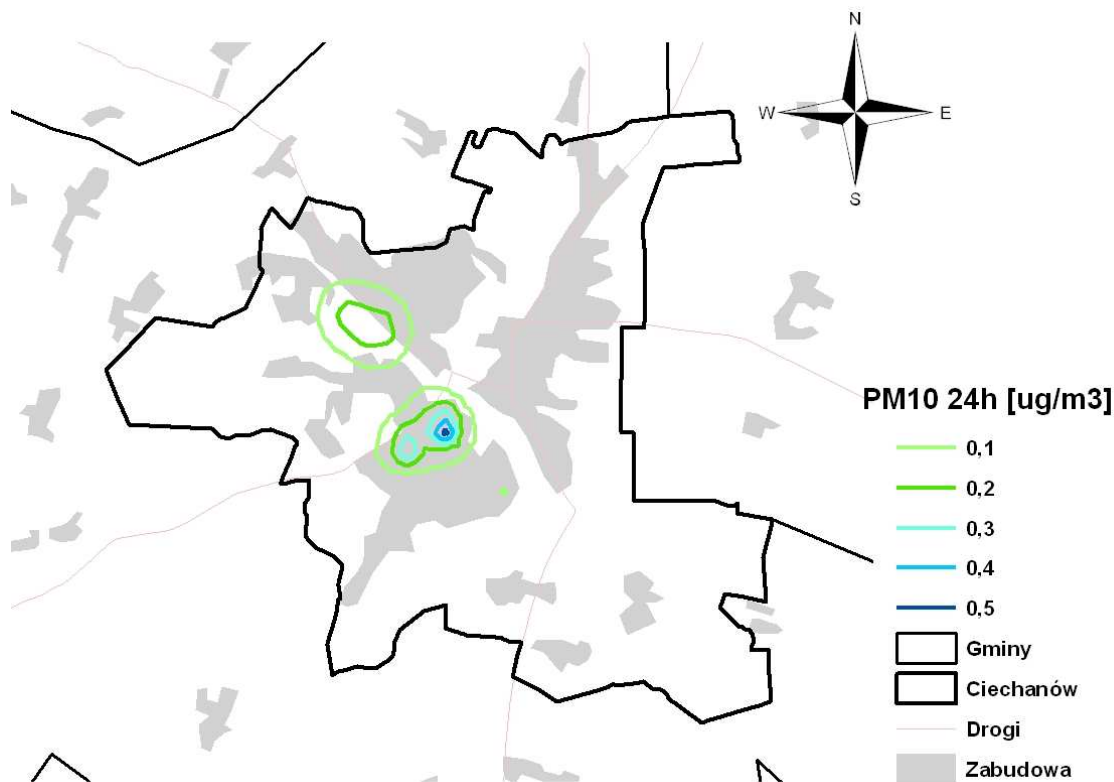 N
W
E
S
PM10 24h [ug/m3]
0,1
0,2
0,3
0,4
0,5
Gminy
Ciechanów
Drogi
Zabudowa